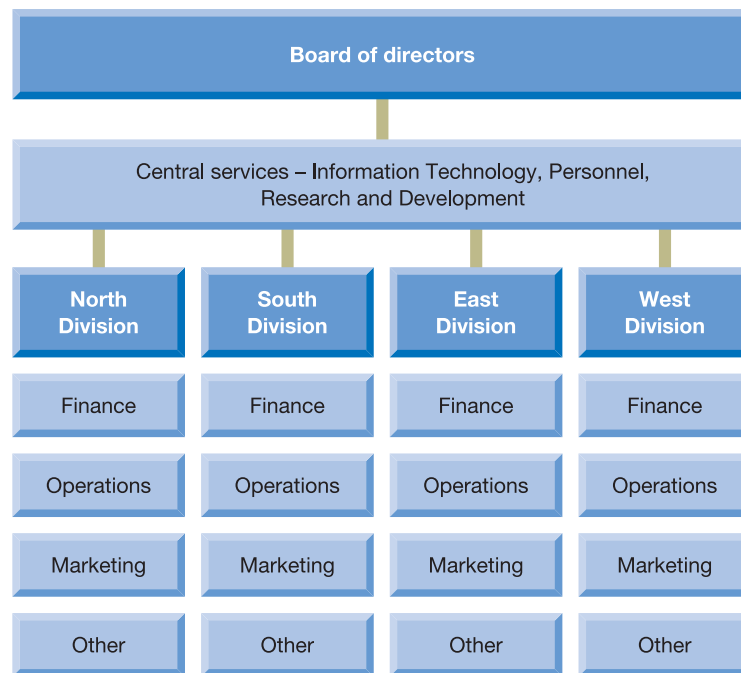 Board of directors
Central services – Information Technology, Personnel,
Research and Development
North
Division
South
Division
East
Division
West
Division
Finance
Finance
Finance
Finance
Operations
Operations
Operations
Operations
Marketing
Marketing
Marketing
Marketing
Other
Other
Other
Other